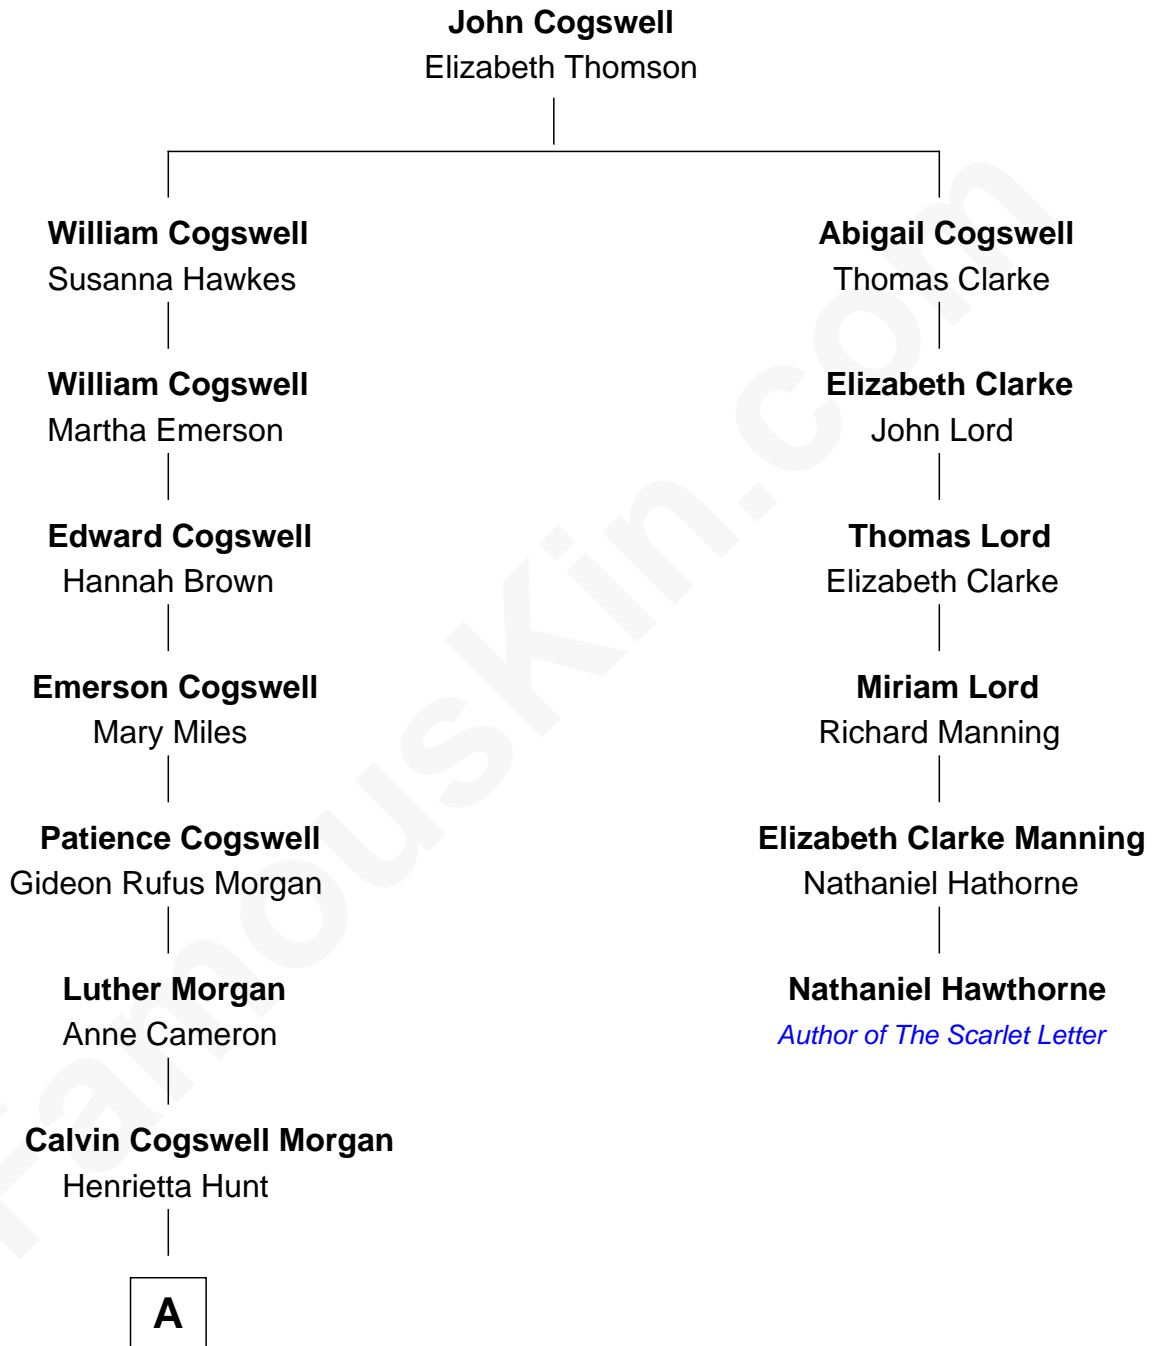 John Cogswell
Elizabeth Thomson
William Cogswell
Susanna Hawkes
Abigail Cogswell
Thomas Clarke
William Cogswell
Martha Emerson
Elizabeth Clarke
John Lord
Edward Cogswell
Hannah Brown
Thomas Lord
Elizabeth Clarke
Emerson Cogswell
Mary Miles
Miriam Lord
Richard Manning
Patience Cogswell
Gideon Rufus Morgan
Elizabeth Clarke Manning
Nathaniel Hathorne
Luther Morgan
Anne Cameron
Nathaniel Hawthorne
Author of The Scarlet Letter
Calvin Cogswell Morgan
Henrietta Hunt
A
FamousKin.com